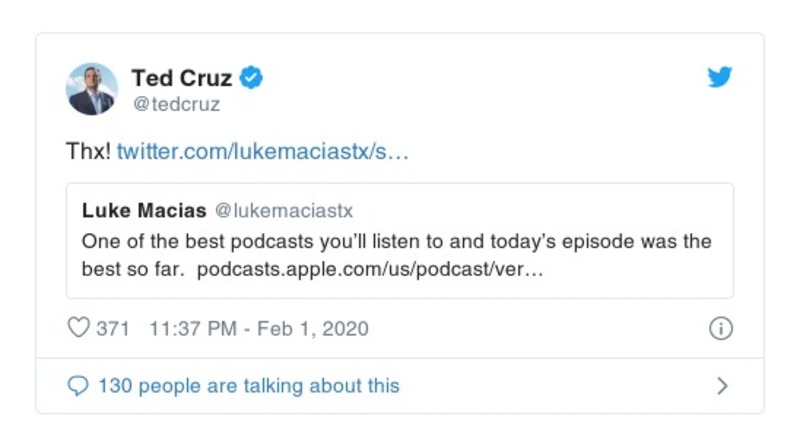 Ted Cruz
@tedcruz
Thx! twitter.com/lukemaciastx/s…
Luke Macias @lukemaciastx
One of the best podcasts you’ll listen to and today’s episode was the
best so far.  podcasts.apple.com/us/podcast/ver…
371 11:37 PM - Feb 1, 2020
130 people are talking about this